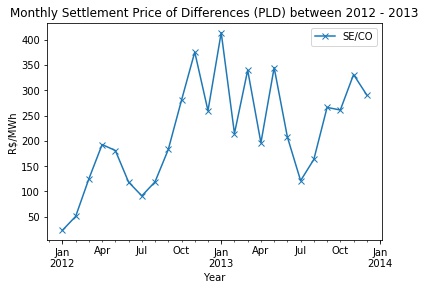 Monthly Settlement Price of Differences (PLD) between 2012 - 2013
SE/CO
R$/MWh
400
350
300
250
200
150
100
50
Jan Apr Jul Oct Jan Apr Jul Oct Jan
2012 2013 2014
Year